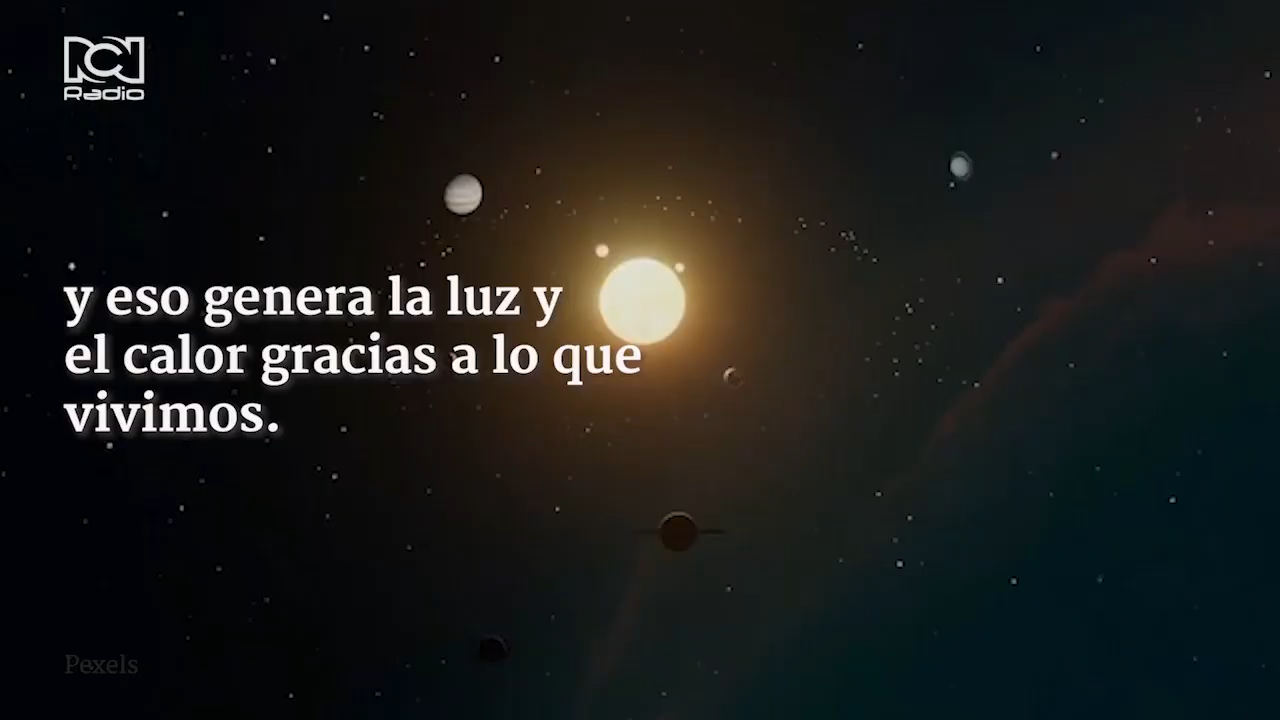 RCN
Radio
y eso genera la luz y
el calor gracias a lo que
vivimos.
Pexels